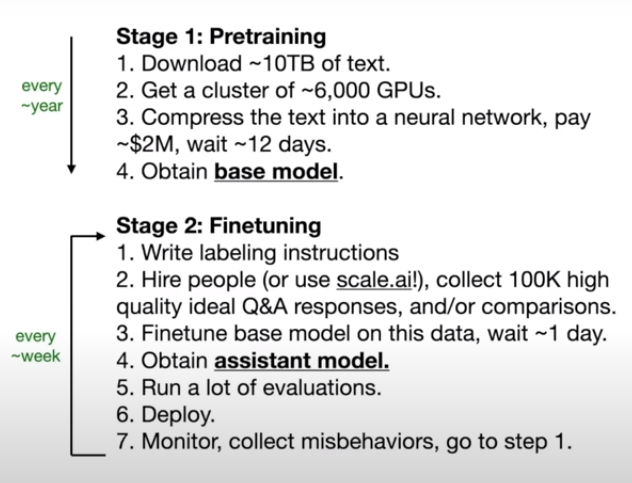 Stage 1: Pretraining
1. Download ~10TB of text.
2. Get a cluster of ~6,000 GPUs.
3. Compress the text into a neural network, pay
~$2M, wait ~12 days.
4. Obtain base model.
every
~year
Stage 2: Finetuning
1. Write labeling instructions
2. Hire people (or use scale.ai!), collect 100K high
quality ideal Q&A responses, and/or comparisons.
3. Finetune base model on this data, wait ~1 day.
4. Obtain assistant model.
5. Run a lot of evaluations.
6. Deploy.
7. Monitor, collect misbehaviors, go to step 1.
every
~week